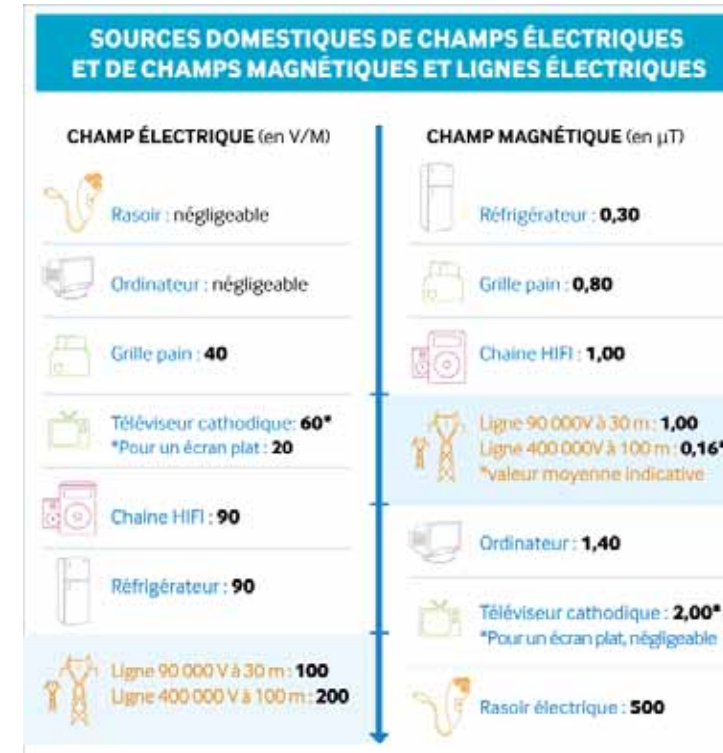 SOURCES DOMESTIQUES DE CHAMPS ÉLECTRIQUES
ET DE CHAMPS MAGNÉTIQUES ET LIGNES ÉLECTRIQUES
CHAMP ÉLECTRIQUE (en V/M)
Rasoir : négligeable
Ordinateur : négligeable
Grille pain : 40
Téléviseur cathodique: 60*
*Pour un écran plat : 20
Chaine HIFI : 90
Réfrigérateur : 90
Ligne 90 000 V à 30 m : 100
Ligne 400 000 V à 100 m : 200
CHAMP MAGNÉTIQUE (en µT)
Réfrigérateur : 0,30
Grille pain : 0,80
Chaine HIFI : 1,00
Ligne 90 000V à 30 m : 1,00
Ligne 400 000V à 100 m : 0,16*
*valeur moyenne indicative
Ordinateur : 1,40
Téléviseur cathodique : 2,00*
*Pour un écran plat, négligeable
Rasoir électrique : 500